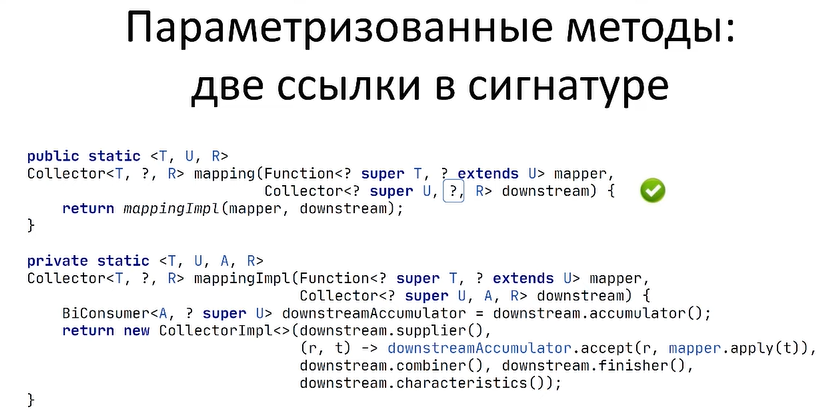 Параметризованные методы:
две ссылки в сигнатуре
public static <T, U, R>
Collector<T, ?, R> mapping(Function<? super T, ? extends U> mapper,
Collector<? super U, ?, R> downstream) {
return mappingImpl(mapper, downstream);
}
private static <T, U, A, R>
Collector<T, ?, R> mappingImpl(Function<? super T, ? extends U> mapper,
Collector<? super U, A, R> downstream) {
BiConsumer<A, ? super U> downstreamAccumulator = downstream.accumulator();
return new CollectorImpl<>(downstream.supplier(),
(r, t) -> downstreamAccumulator.accept(r, mapper.apply(t)),
downstream.combiner(), downstream.finisher(),
downstream.characteristics());
}